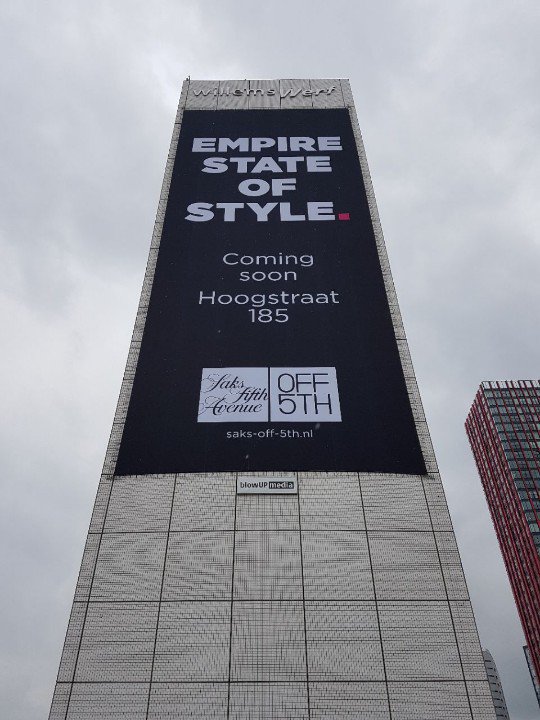 willemswerf
EMPIRE
STATE
OF
STYLE.
Coming
soon
Hoogstraat
185
Saks
fifth
Avenue
OFF
5TH
saks-off-5th.nl
blowUP media